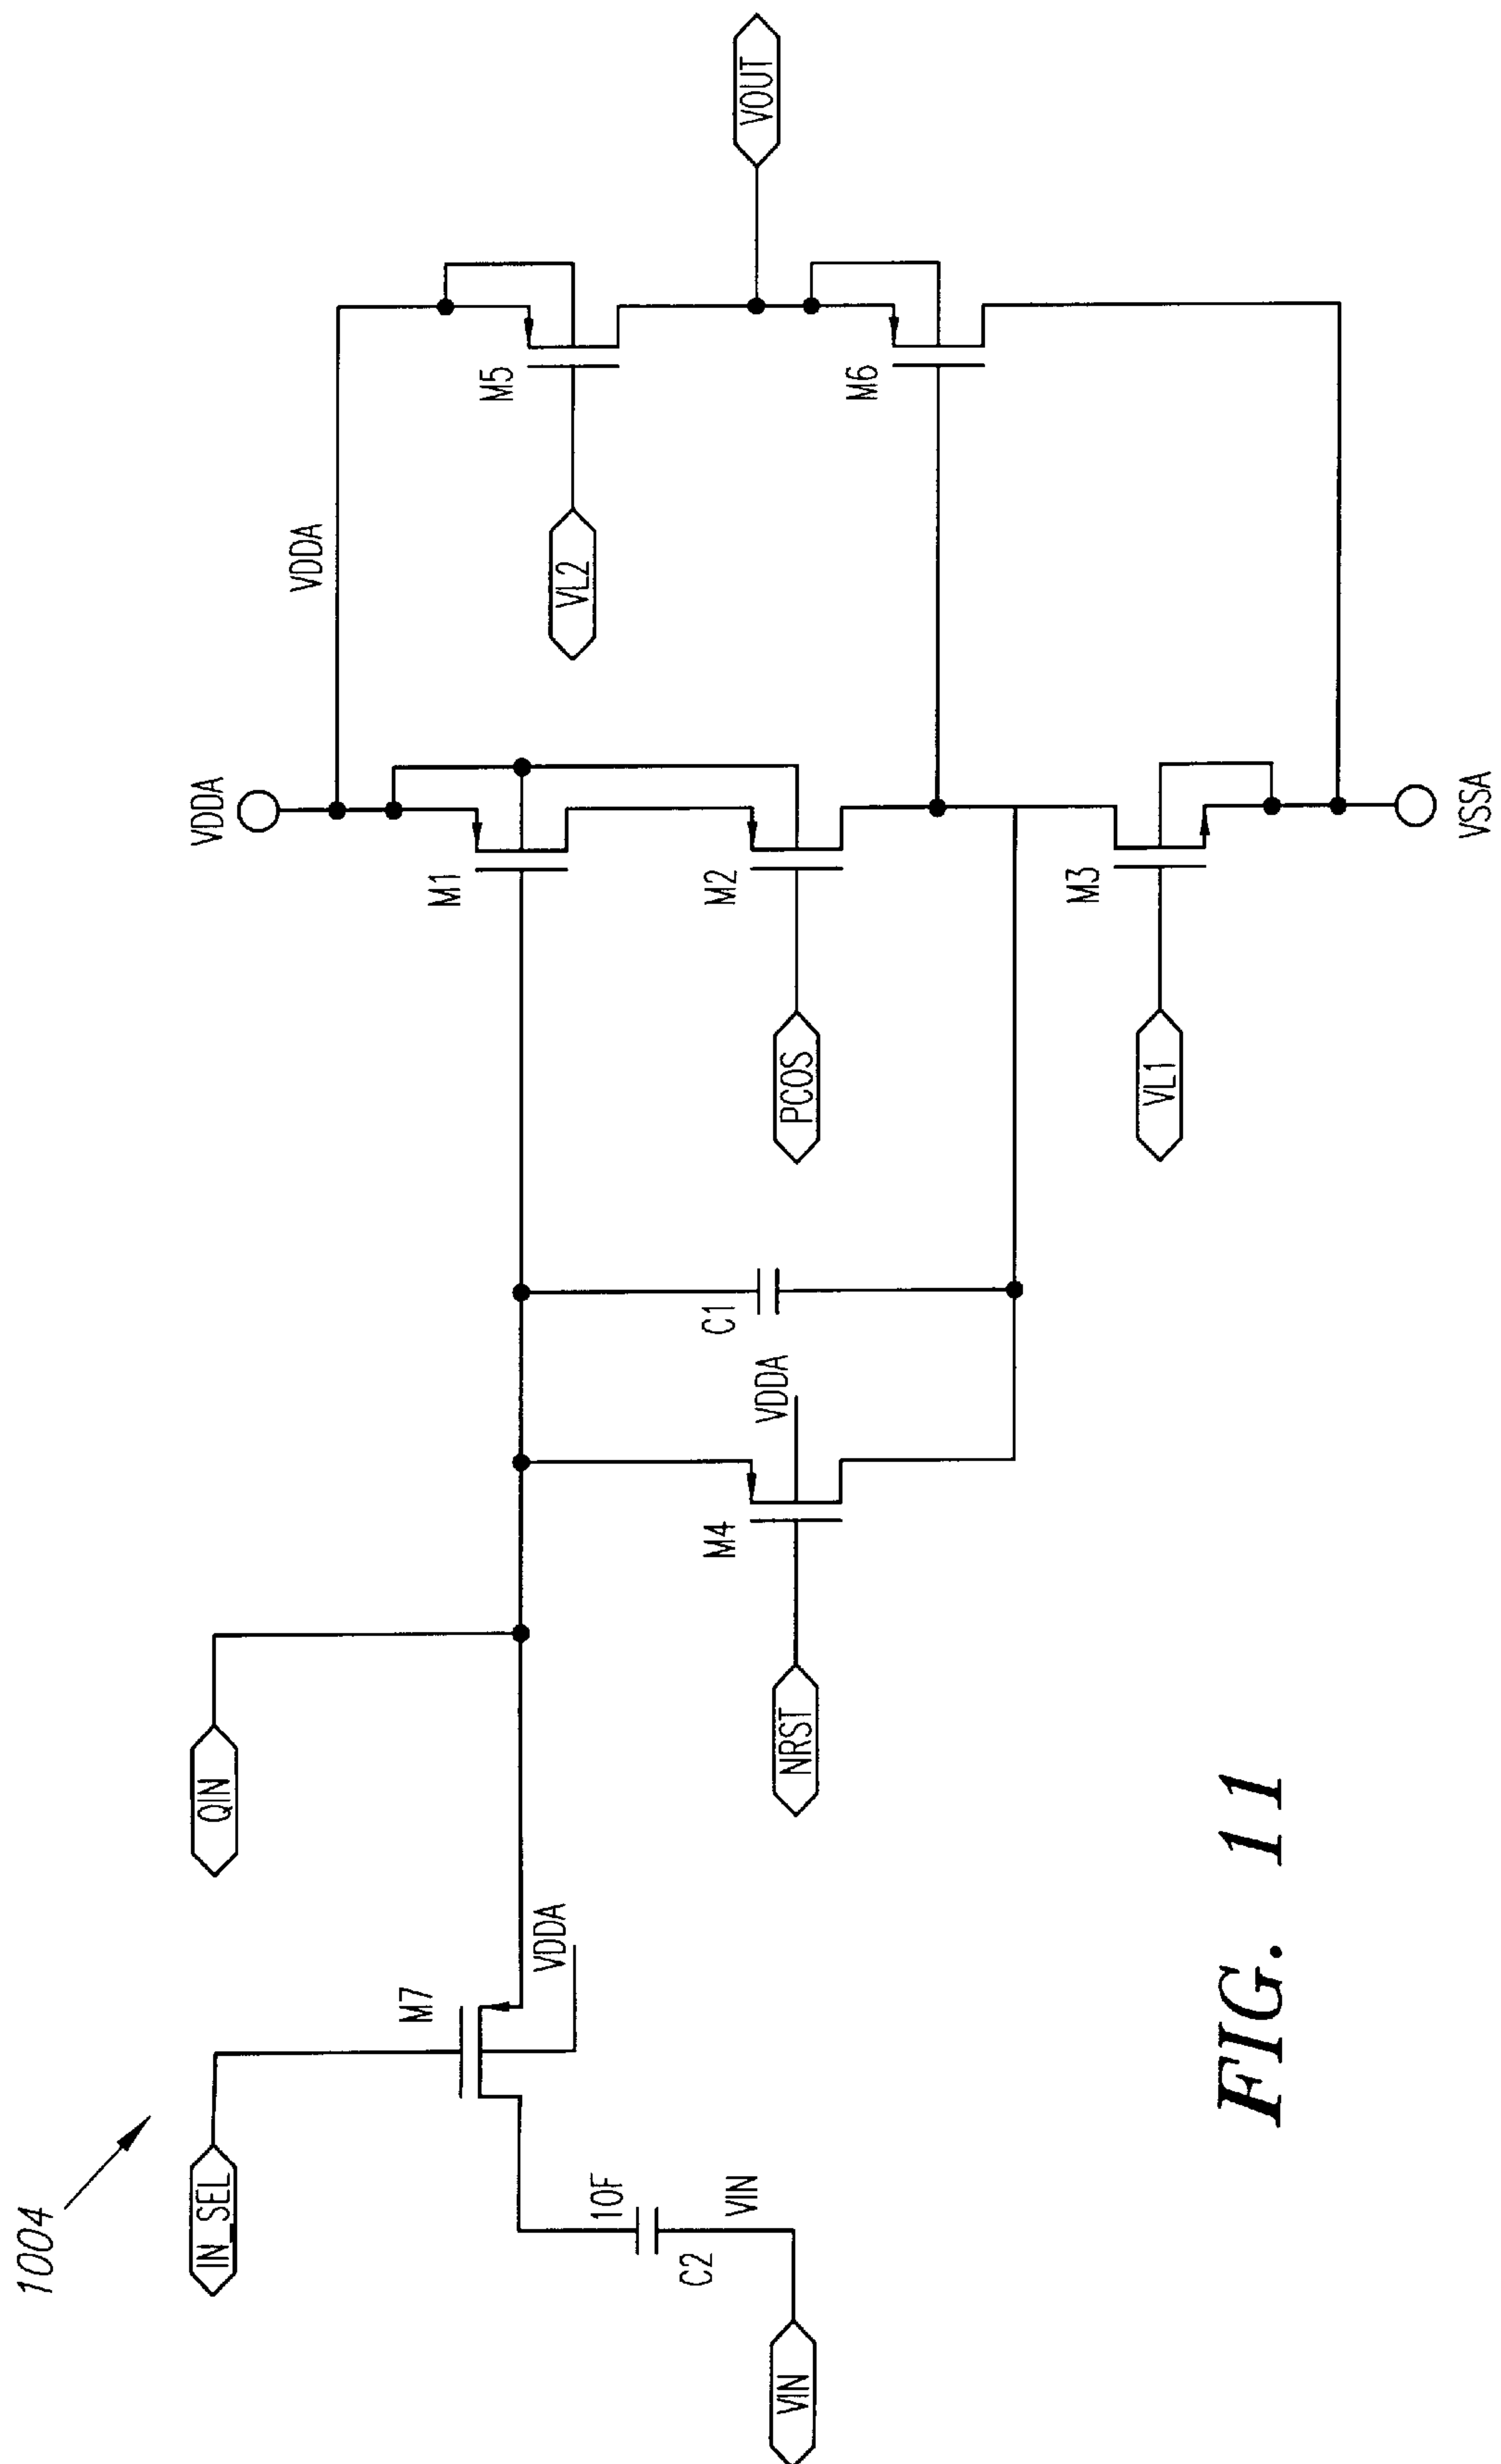 1004
IN_SEL
M7
VDDA
10F
C2
VIN
VIN
QIN
NRST
M4
VDDA
C1
VDDA
M1
M2
PCOS
M3
VL1
VSSA
VDDA
M5
VL2
M6
VOUT
FIG. 11